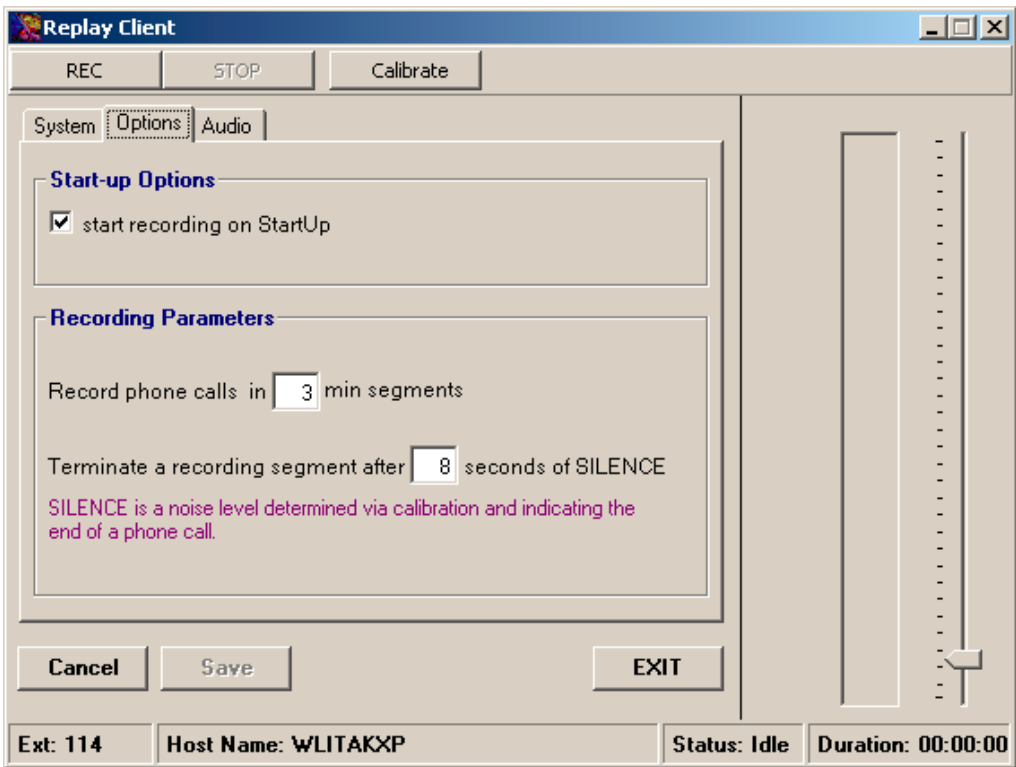 Replay Client
REC STOP Calibrate
System Options Audio
Start-up Options
start recording on StartUp
Recording Parameters
Record phone calls in 3 min segments
Terminate a recording segment after 8 seconds of SILENCE
SILENCE is a noise level determined via calibration and indicating the
end of a phone call.
Cancel Save EXIT
Ext: 114 Host Name: WLITAKXP Status: Idle Duration: 00:00:00